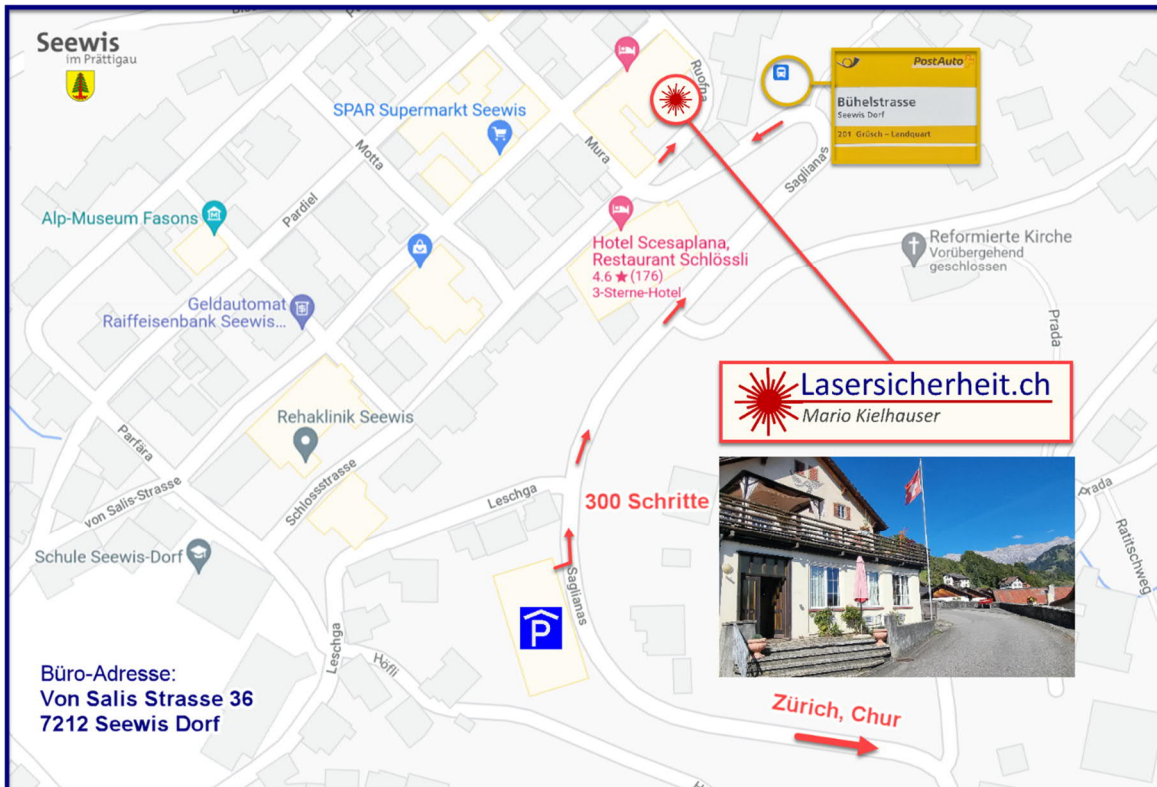 Seewis
im Prättigau
PostAuto
Bühelstrasse
Seewis Dorf
201 Grüsch – Landquart
Ruofna
SPAR Supermarkt Seewis
Mura
Motta
Saglianas
Pardiel
Alp-Museum Fasons
Hotel Scesaplana,
Restaurant Schlössli
4.6 ★ (176)
3-Sterne-Hotel
Reformierte Kirche
Vorübergehend
geschlossen
Geldautomat
Raiffeisenbank Seewis...
Prada
Lasersicherheit.ch
Mario Kielhauser
Rehaklinik Seewis
Parfära
von Salis-Strasse
Schlossstrasse
Leschga
300 Schritte
Prada
Ratitschweg
Schule Seewis-Dorf
Saglianas
P
Leschga
Höfli
Büro-Adresse:
Von Salis Strasse 36
7212 Seewis Dorf
Zürich, Chur